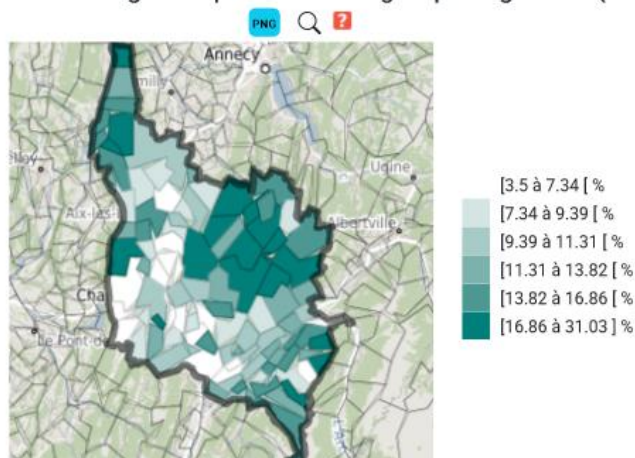 PNG
?
Annecy
Ugine
Albertville
[3.5 à 7.34 [ %
[7.34 à 9.39 [ %
[9.39 à 11.31 [ %
[11.31 à 13.82 [ %
[13.82 à 16.86 [ %
[16.86 à 31.03 ] %
Aix-les-
Cha
Le Pont-de